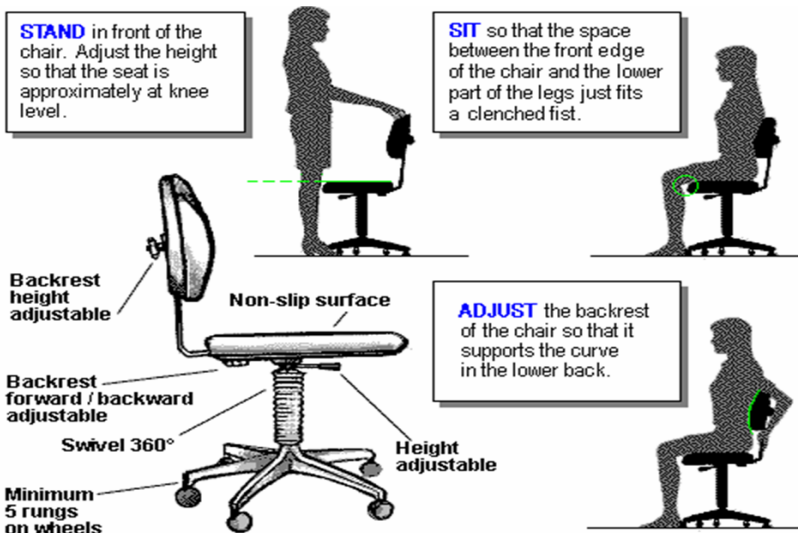 STAND in front of the
chair. Adjust the height
so that the seat is
approximately at knee
level.
SIT so that the space
between the front edge
of the chair and the lower
part of the legs just fits
a clenched fist.
Backrest
height
adjustable
Non-slip surface
ADJUST the backrest
of the chair so that it
supports the curve
in the lower back.
Backrest
forward / backward
adjustable
Swivel 360°
Height
adjustable
Minimum
5 rungs
on wheels